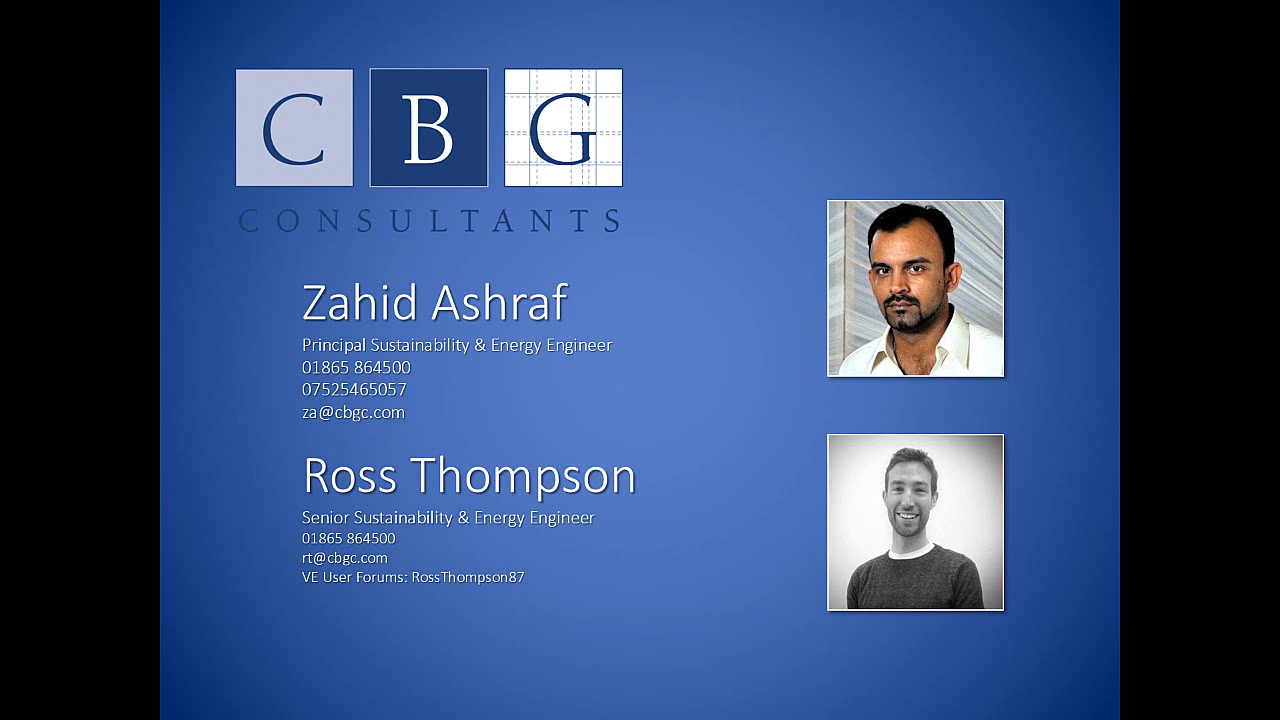 C B G
CONSULTANTS
Zahid Ashraf
Principal Sustainability & Energy Engineer
01865 864500
07525465057
za@cbgc.com
Ross Thompson
Senior Sustainability & Energy Engineer
01865 864500
rt@cbgc.com
VE User Forums: RossThompson87